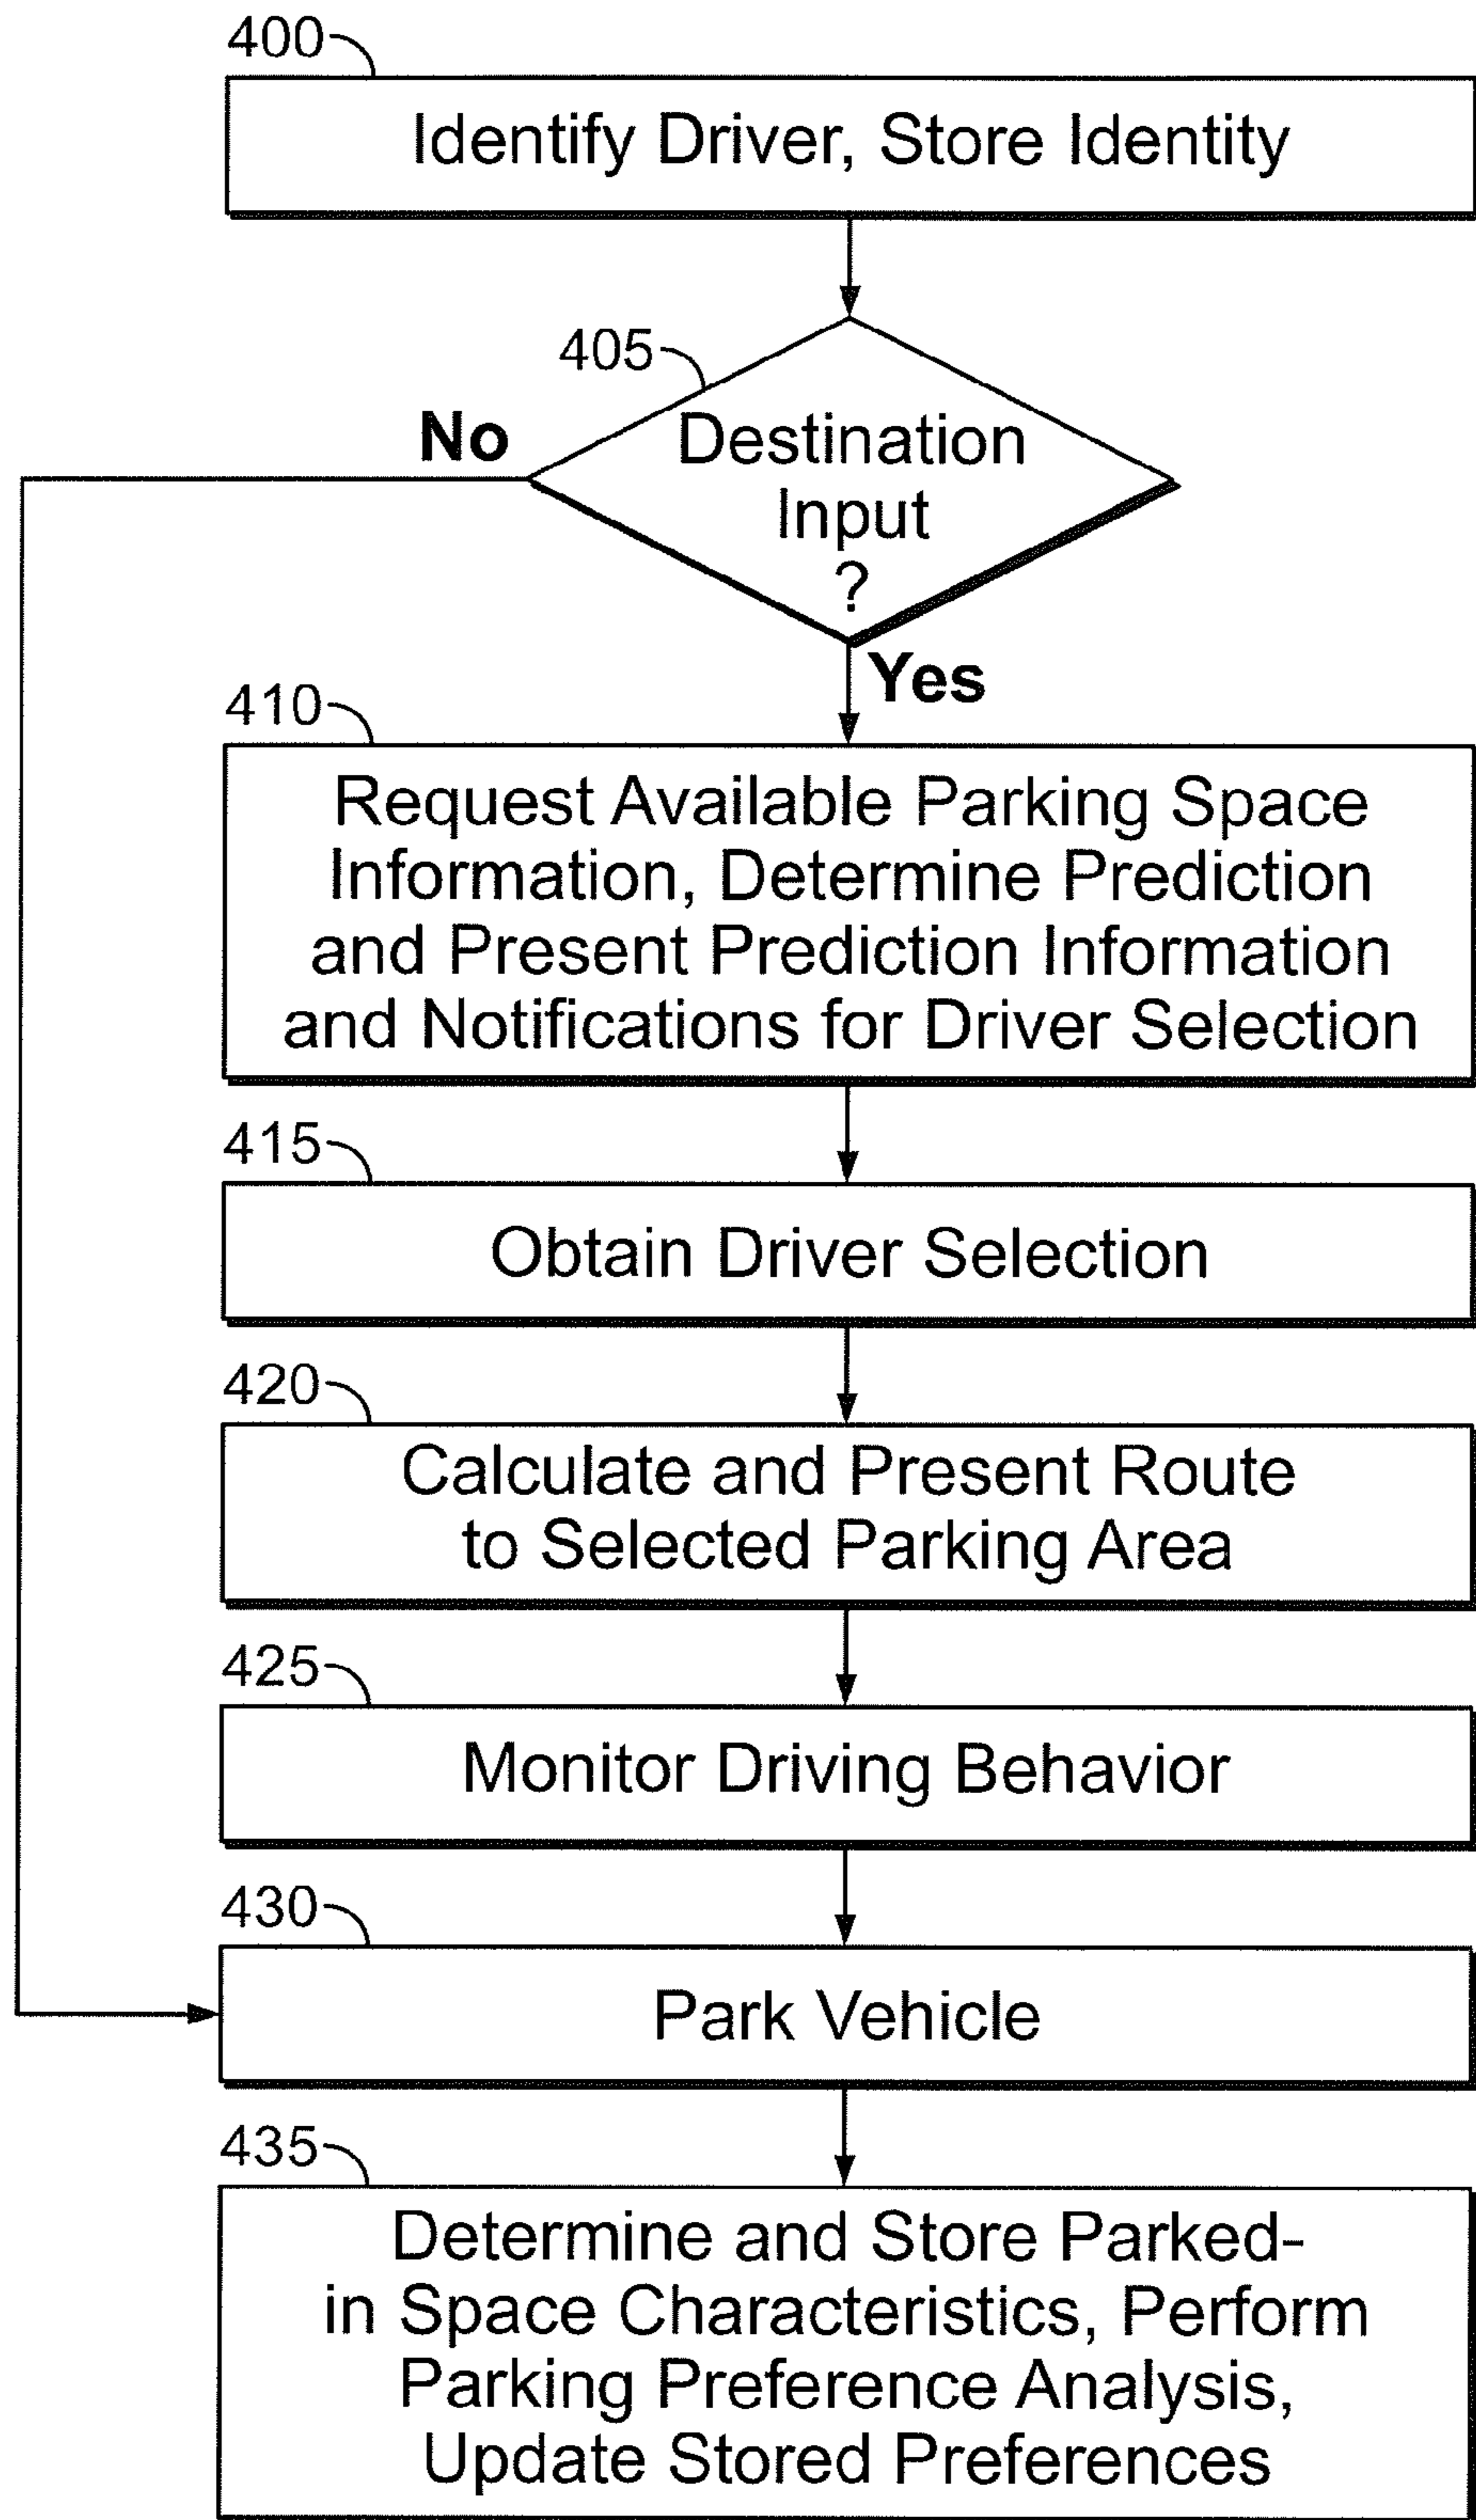 400
Identify Driver, Store Identity
405
No
Destination
Input
?
Yes
410
Request Available Parking Space
Information, Determine Prediction
and Present Prediction Information
and Notifications for Driver Selection
415
Obtain Driver Selection
420
Calculate and Present Route
to Selected Parking Area
425
Monitor Driving Behavior
430
Park Vehicle
435
Determine and Store Parked-
in Space Characteristics, Perform
Parking Preference Analysis,
Update Stored Preferences